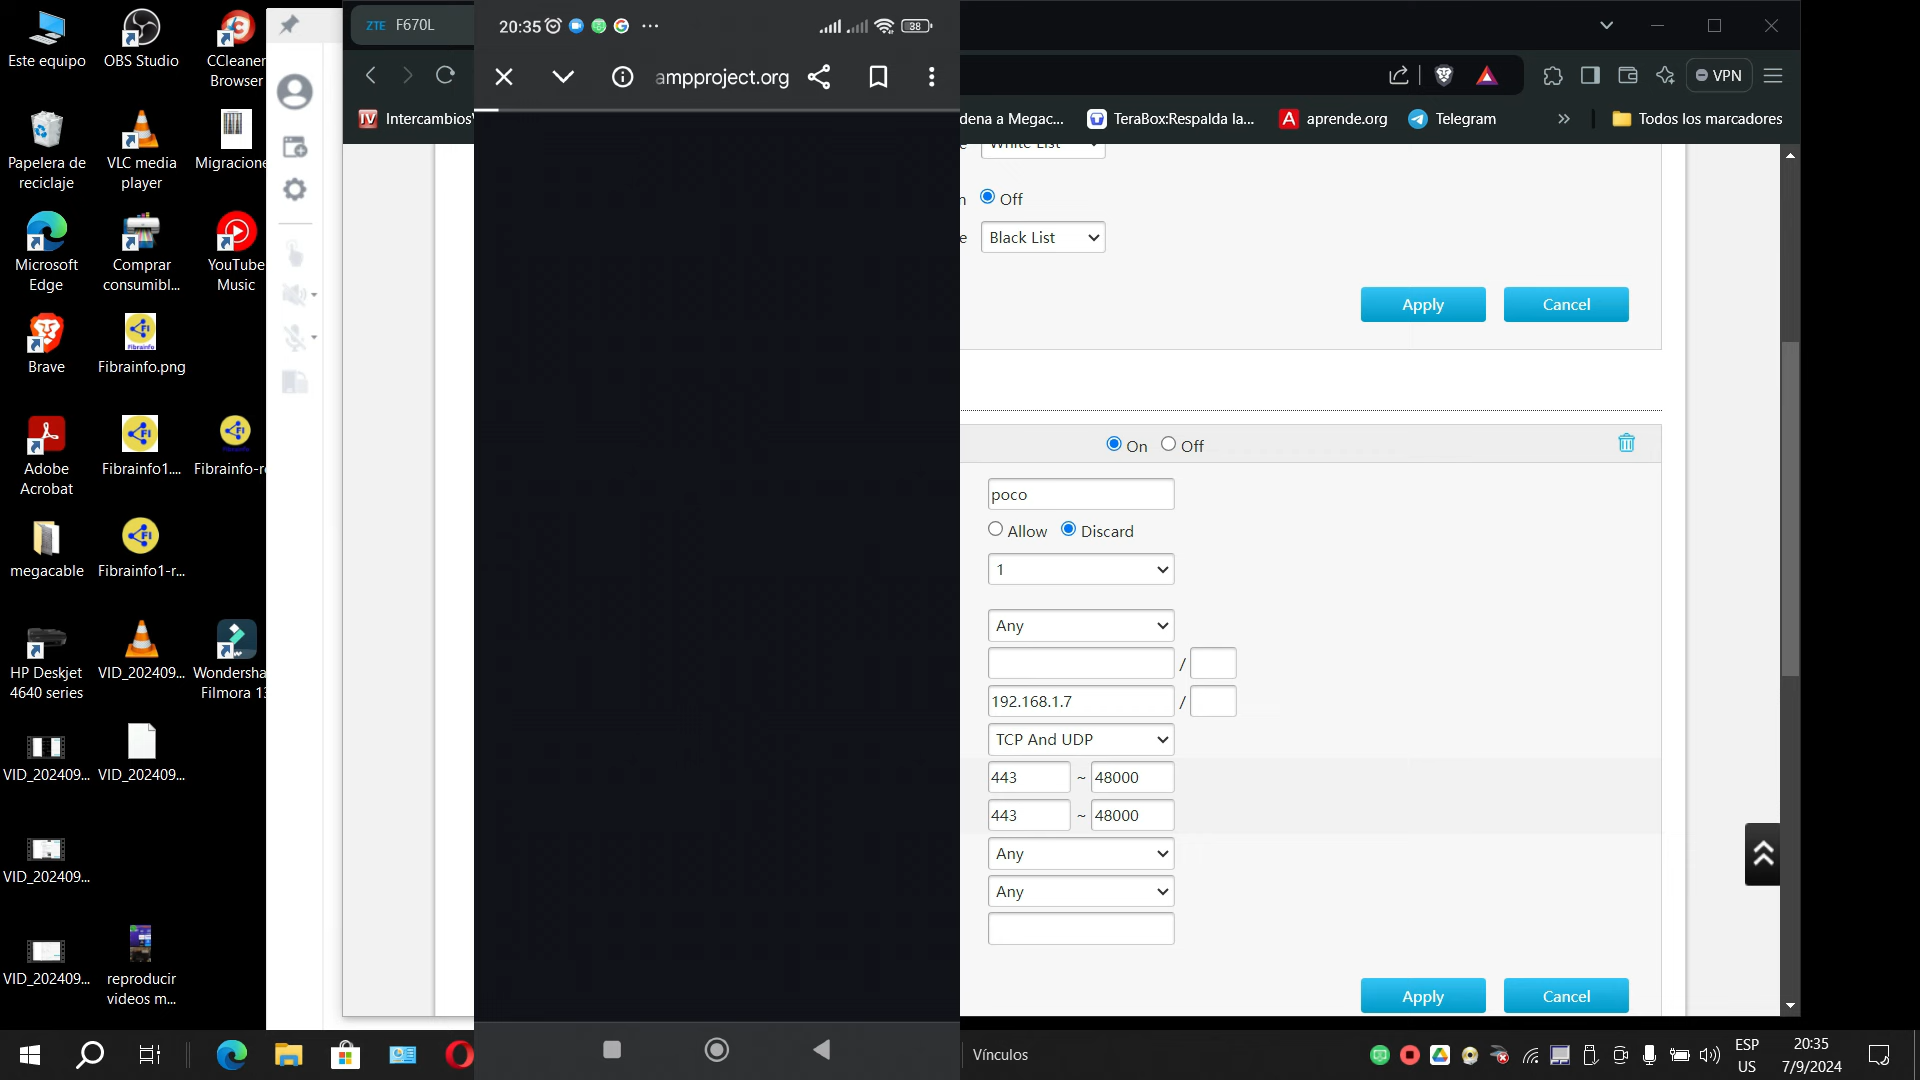 Este equipo
OBS Studio
CCleaner
Browser
Papelera de
reciclaje
VLC media
player
Migracione
Microsoft
Edge
Comprar
consumibl...
YouTube
Music
Brave
Fibrainfo.png
Adobe
Acrobat
Fibrainfo1....
Fibrainfo-r
megacable
Fibrainfo1-r...
HP Deskjet
4640 series
VID_202409...
Wondersha
Filmora 13
VID_202409...
VID_202409...
VID_202409...
VID_202409...
reproducir
videos m...
ZTE F670L
20:35
38
ampproject.org
VPN
IV Intercambios
dena a Megac...
TeraBox:Respalda la...
aprende.org
Telegram
Todos los marcadores
White List
Off
Black List
Apply Cancel
On Off
poco
Allow Discard
1
Any
/
192.168.1.7 /
TCP And UDP
443 ~ 48000
443 ~ 48000
Any
Any
Apply Cancel
Vínculos
ESP
US
20:35
7/9/2024